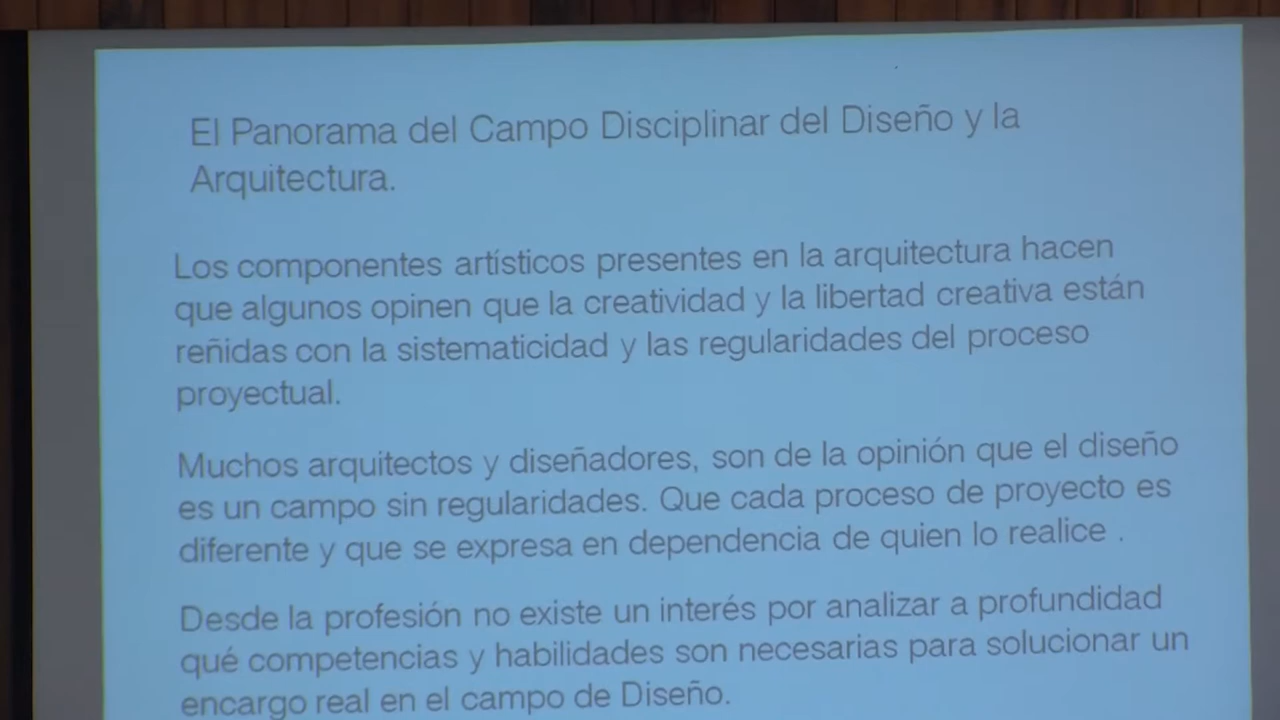 El Panorama del Campo Disciplinar del Diseño y la
Arquitectura.
Los componentes artísticos presentes en la arquitectura hacen
que algunos opinen que la creatividad y la libertad creativa están
reñidas con la sistematicidad y las regularidades del proceso
proyectual.
Muchos arquitectos y diseñadores, son de la opinión que el diseño
es un campo sin regularidades. Que cada proceso de proyecto es
diferente y que se expresa en dependencia de quien lo realice .
Desde la profesión no existe un interés por analizar a profundidad
qué competencias y habilidades son necesarias para solucionar un
encargo real en el campo de Diseño.